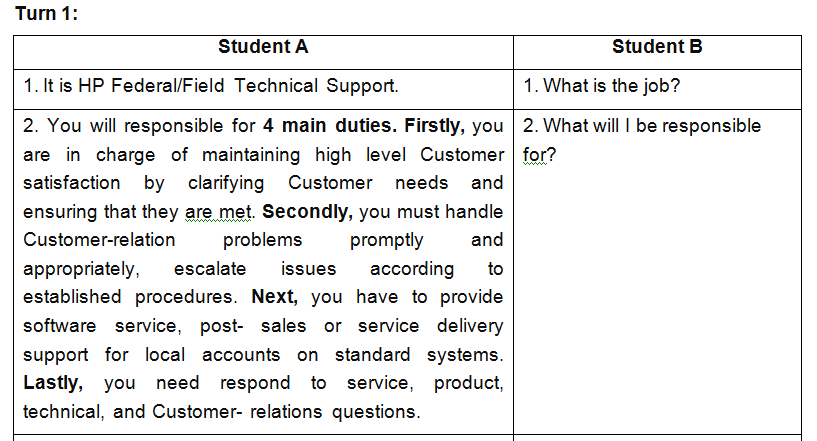 Turn 1:
Student A
Student B
1. It is HP Federal/Field Technical Support.
1. What is the job?
2. You will responsible for 4 main duties. Firstly, you
are in charge of maintaining high level Customer
satisfaction by clarifying Customer needs and
ensuring that they are met. Secondly, you must handle
Customer-relation problems promptly and
appropriately, escalate issues according to
established procedures. Next, you have to provide
software service, post- sales or service delivery
support for local accounts on standard systems.
Lastly, you need respond to service, product,
technical, and Customer- relations questions.
2. What will I be responsible
for?